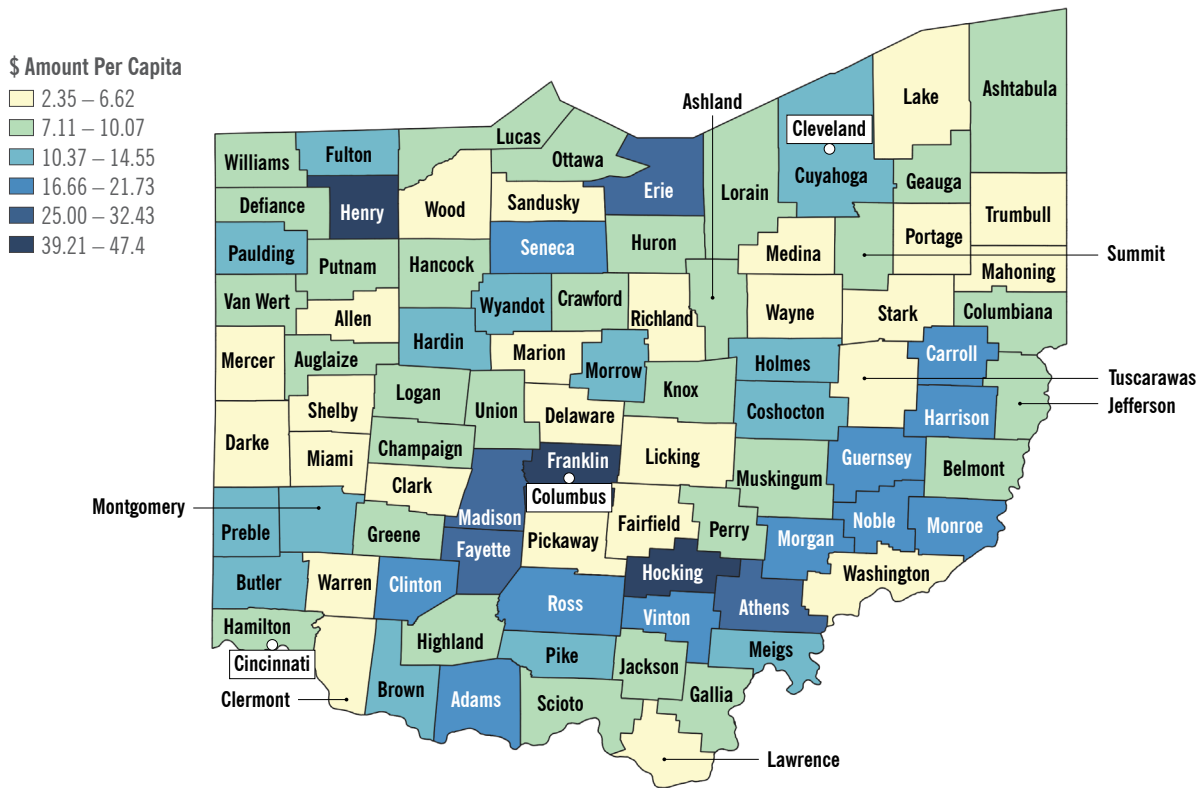 $ Amount Per Capita
2.35 – 6.62
7.11 – 10.07
10.37 – 14.55
16.66 – 21.73
25.00 – 32.43
39.21 – 47.4
Ashland
Lake
Ashtabula
Cleveland
Lucas
Ottawa
Williams
Fulton
Erie
Lorain
Cuyahoga
Geauga
Defiance
Henry
Wood
Sandusky
Trumbull
Paulding
Seneca
Huron
Medina
Portage
Summit
Putnam
Hancock
Mahoning
Van Wert
Allen
Wyandot
Crawford
Richland
Wayne
Stark
Columbiana
Mercer
Auglaize
Hardin
Marion
Morrow
Holmes
Carroll
Tuscarawas
Jefferson
Logan
Union
Knox
Shelby
Delaware
Coshocton
Harrison
Darke
Miami
Champaign
Franklin
Licking
Muskingum
Guernsey
Belmont
Clark
Columbus
Montgomery
Preble
Greene
Madison
Pickaway
Fairfield
Perry
Morgan
Noble
Monroe
Fayette
Butler
Warren
Clinton
Hocking
Washington
Ross
Vinton
Athens
Hamilton
Highland
Cincinnati
Pike
Jackson
Meigs
Clermont
Brown
Adams
Scioto
Gallia
Lawrence